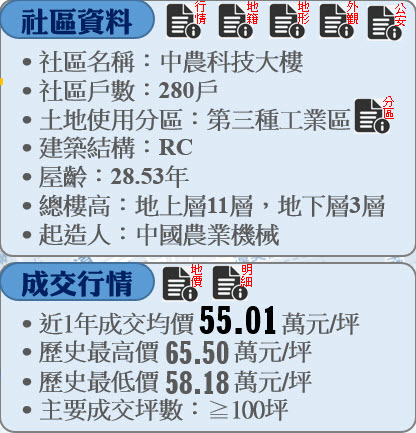 社區資料 行情 地籍 地形 外觀 公安
• 社區名稱：中農科技大樓
• 社區戶數：280戶
• 土地使用分區：第三種工業區 分區
• 建築結構：RC
• 屋齡：28.53年
• 總樓高：地上層11層，地下層3層
• 起造人：中國農業機械
成交行情 地價 明細
• 近1年成交均價 55.01 萬元/坪
• 歷史最高價 65.50 萬元/坪
• 歷史最低價 58.18 萬元/坪
• 主要成交坪數：≧100坪